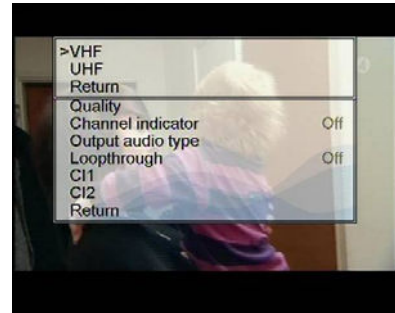 >VHF
UHF
Return
Quality
Channel indicator Off
Output audio type
Loopthrough Off
CI1
CI2
Return